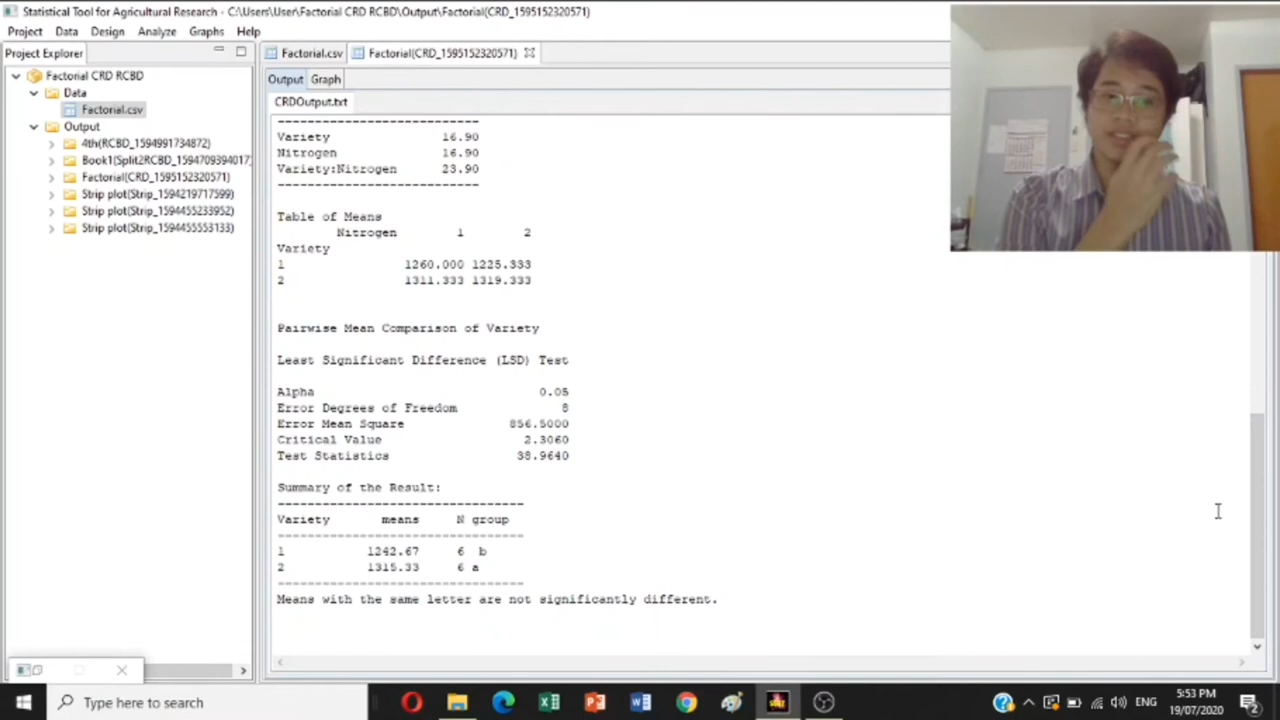 Statistical Tool for Agricultural Research - C:\Users\User\Factorial CRD RCBD\Output\Factorial(CRD_1595152320571)
Project Data Design Analyze Graphs Help
Project Explorer
Factorial.csv Factorial(CRD_1595152320571)
Factorial CRD RCBD
Data
Factorial.csv
Output
4th(RCBD_1594991734872)
Book1(Split2RCBD_1594709394017)
Factorial(CRD_1595152320571)
Strip plot(Strip_1594219717599)
Strip plot(Strip_1594455233952)
Strip plot(Strip_1594455553133)
Output Graph
CRDOutput.txt
---------------------------
Variety 16.90
Nitrogen 16.90
Variety:Nitrogen 23.90
---------------------------
Table of Means
Nitrogen 1 2
Variety
1 1260.000 1225.333
2 1311.333 1319.333
Pairwise Mean Comparison of Variety
Least Significant Difference (LSD) Test
Alpha 0.05
Error Degrees of Freedom 8
Error Mean Square 856.5000
Critical Value 2.3060
Test Statistics 38.9640
Summary of the Result:
---------------------------------
Variety means N group
---------------------------------
1 1242.67 6 b
2 1315.33 6 a
---------------------------------
Means with the same letter are not significantly different.
Type here to search
ENG
5:53 PM
19/07/2020
2